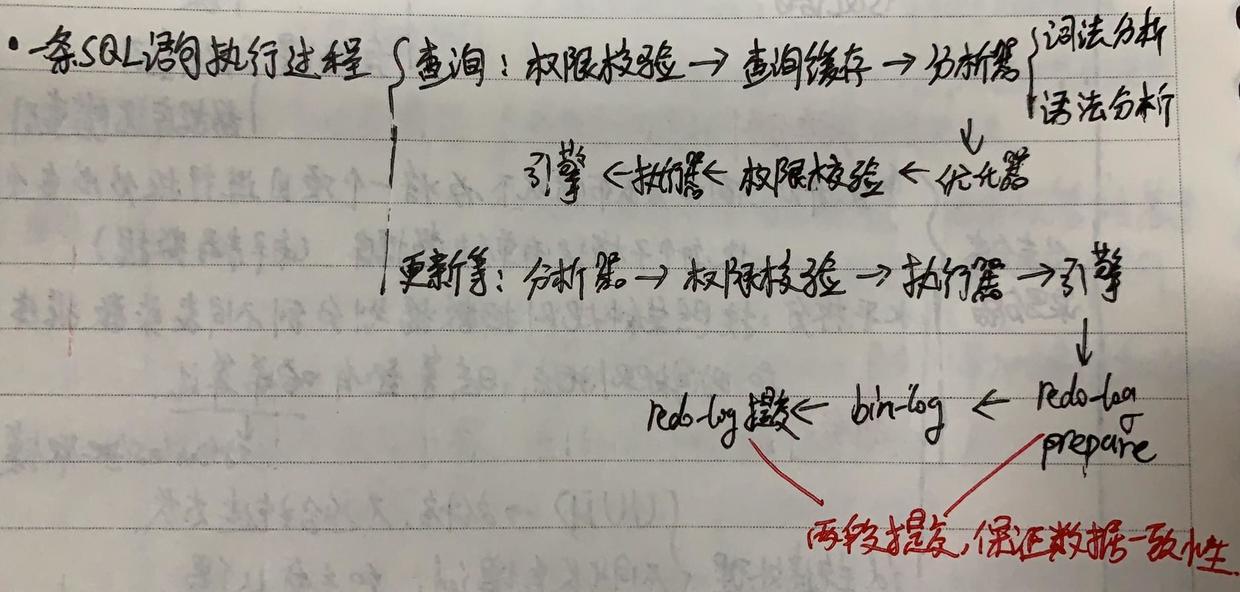 ·一条SQL语句执行过程 { 查询：权限校验 → 查询缓存 → 分析器 { 词法分析
语法分析
↓
引擎 ← 执行器 ← 权限校验 ← 优化器
更新等：分析器 → 权限校验 → 执行器 → 引擎
↓
redo-log提交 ← bin-log ← redo-log
prepare
两段提交，保证数据一致性.